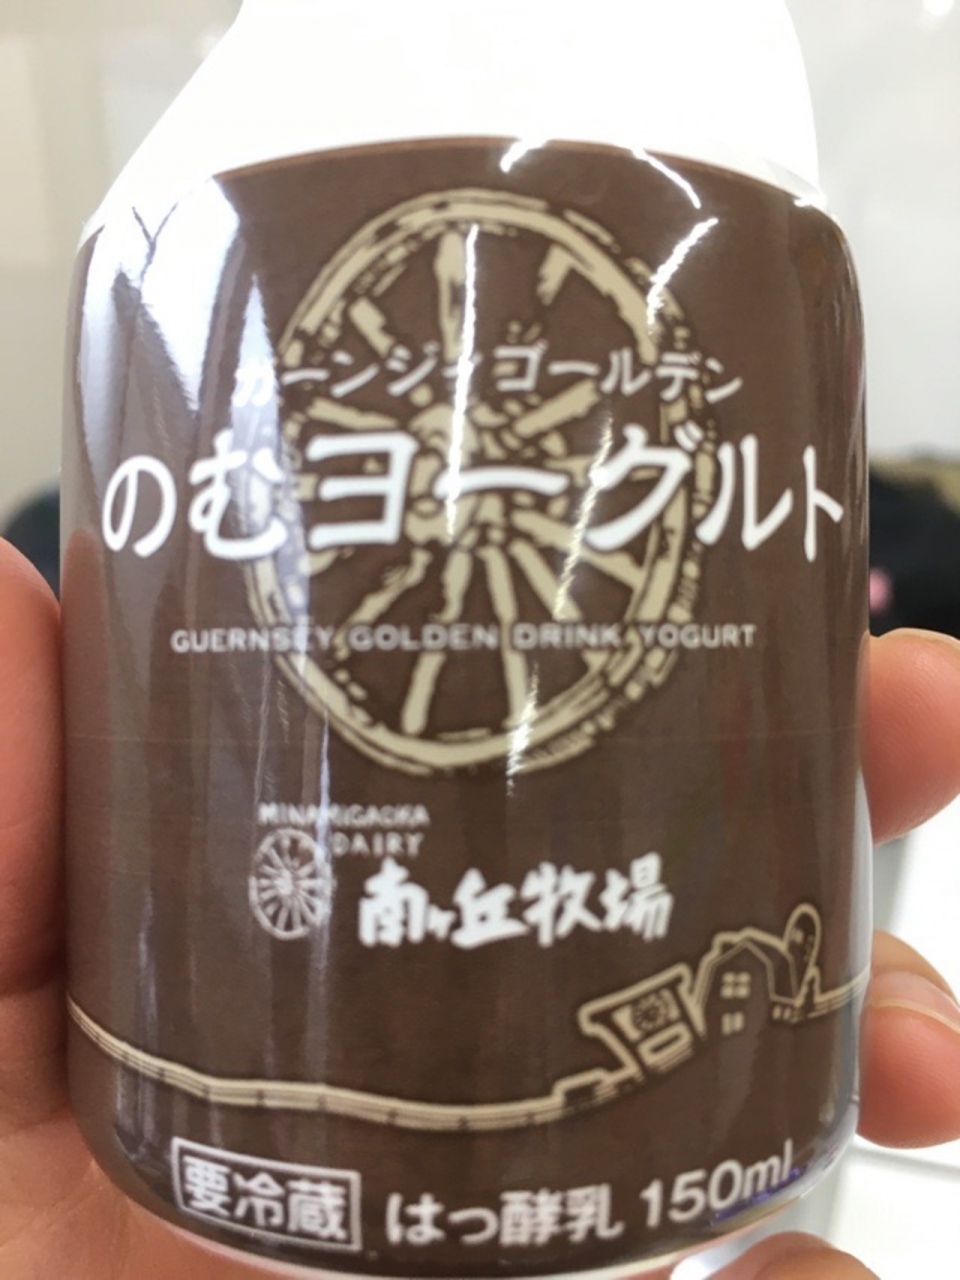 ガーンジィゴールデン
のむヨーグルト
GUERNSEY GOLDEN DRINK YOGURT
MINAMIGAOKA
DAIRY
南ヶ丘牧場
要冷蔵 はっ酵乳 150ml